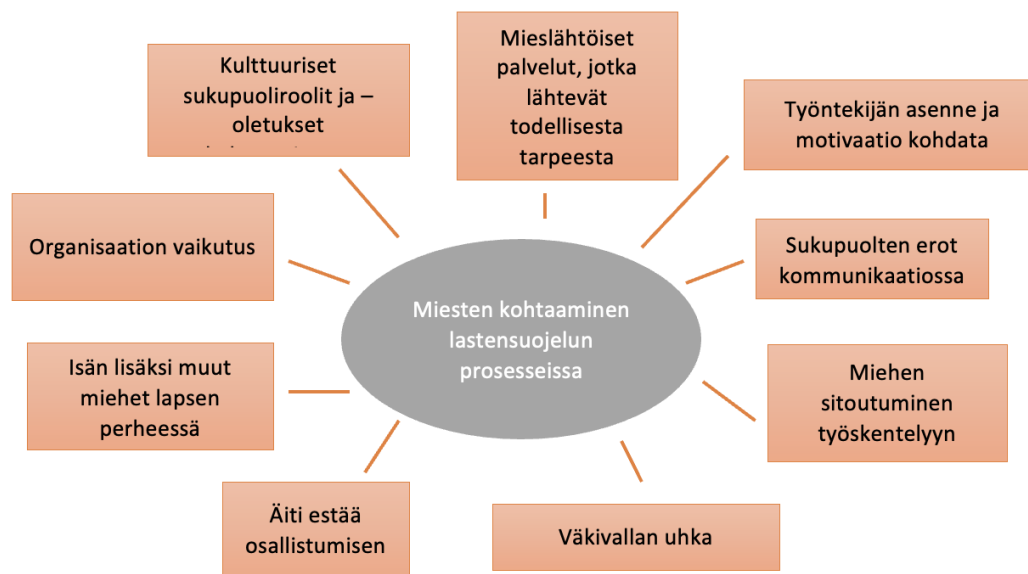 Kulttuuriset
sukupuoliroolit ja –
oletukset
Mieslähtöiset
palvelut, jotka
lähtevät
todellisesta
tarpeesta
Työntekijän asenne ja
motivaatio kohdata
Organisaation vaikutus
Sukupuolten erot
kommunikaatiossa
Miesten kohtaaminen
lastensuojelun
prosesseissa
Isän lisäksi muut
miehet lapsen
perheessä
Miehen
sitoutuminen
työskentelyyn
Äiti estää
osallistumisen
Väkivallan uhka